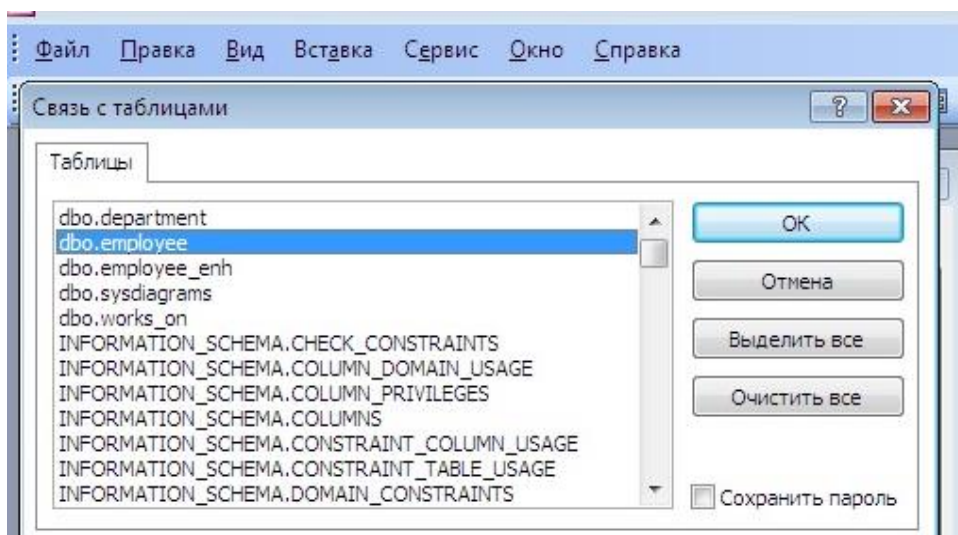 Файл Правка Вид Вставка Сервис Окно Справка
Связь с таблицами
Таблицы
dbo.department
dbo.employee
dbo.employee_enh
dbo.sysdiagrams
dbo.works_on
INFORMATION_SCHEMA.CHECK_CONSTRAINTS
INFORMATION_SCHEMA.COLUMN_DOMAIN_USAGE
INFORMATION_SCHEMA.COLUMN_PRIVILEGES
INFORMATION_SCHEMA.COLUMNS
INFORMATION_SCHEMA.CONSTRAINT_COLUMN_USAGE
INFORMATION_SCHEMA.CONSTRAINT_TABLE_USAGE
INFORMATION_SCHEMA.DOMAIN_CONSTRAINTS
ОК
Отмена
Выделить все
Очистить все
Сохранить пароль